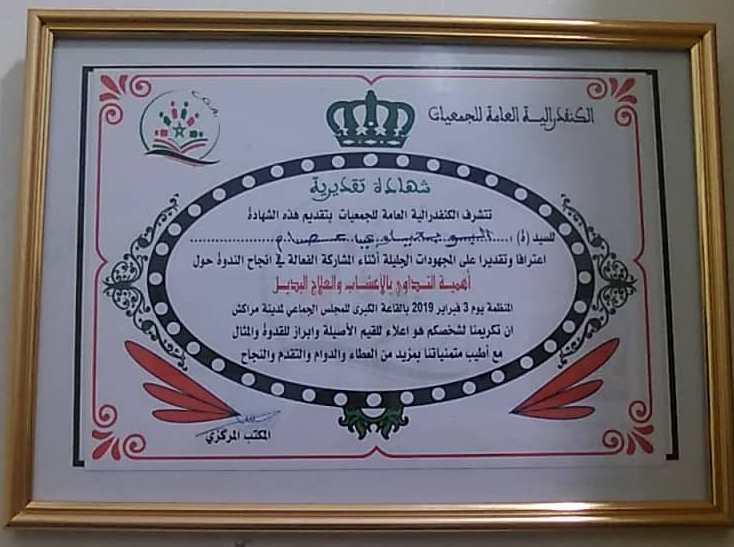 CGA
الكنفدرالية العامة للجمعيات
شهادة تقديرية
تتشرف الكنفدرالية العامة للجمعيات بتقديم هذه الشهادة
للسيد (ة) :
عصام
اعترافا وتقديرا على المجهودات الجليلة أثناء المشاركة الفعالة في انجاح الندوة حول
أهمية التداوي بالاعشاب والعلاج البديل
المنظمة يوم 3 فبراير 2019 بالقاعة الكبرى للمجلس الجماعي لمدينة مراكش
ان تكريمنا لشخصكم هو اعلاء للقيم الأصيلة وابراز للقدوة والمثال
مع أطيب متمنياتنا بمزيد من العطاء والدوام والتقدم والنجاح
المكتب المركزي